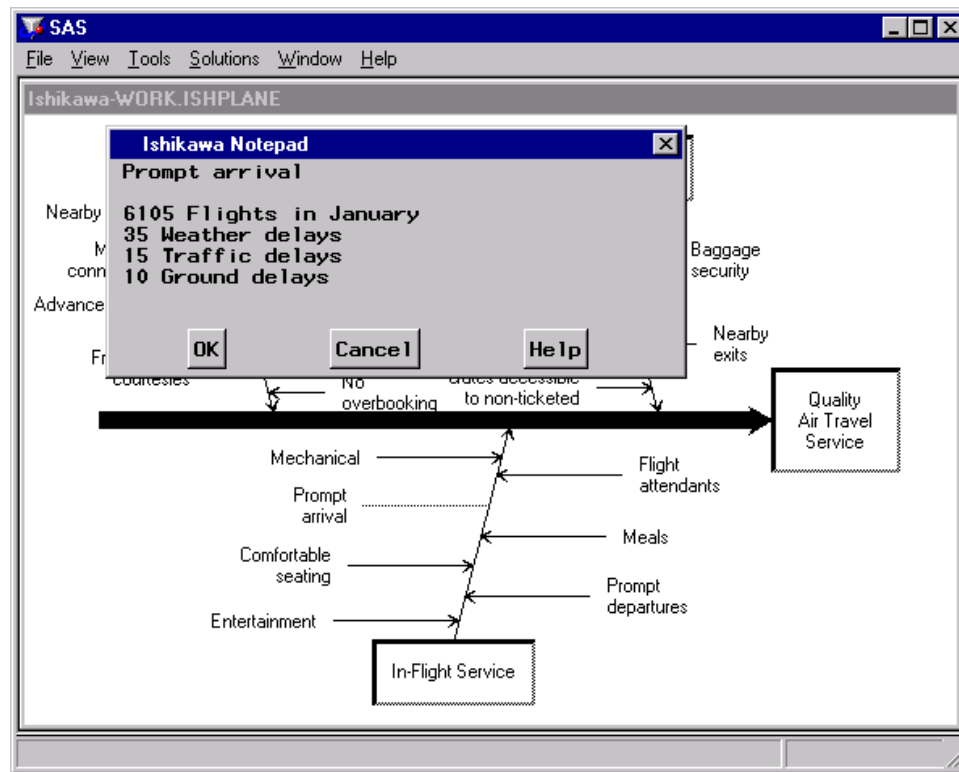 SAS
File View Tools Solutions Window Help
Ishikawa-WORK.ISHPLANE
Ishikawa Notepad
Prompt arrival
6105 Flights in January
35 Weather delays
15 Traffic delays
10 Ground delays
OK Cancel Help
Nearby
conn
Advance
Fr
courtesies
No
overbooking
accessible
to non-ticketed
Baggage
security
Nearby
exits
Quality
Air Travel
Service
Mechanical
Flight
attendants
Prompt
arrival
Meals
Comfortable
seating
Prompt
departures
Entertainment
In-Flight Service